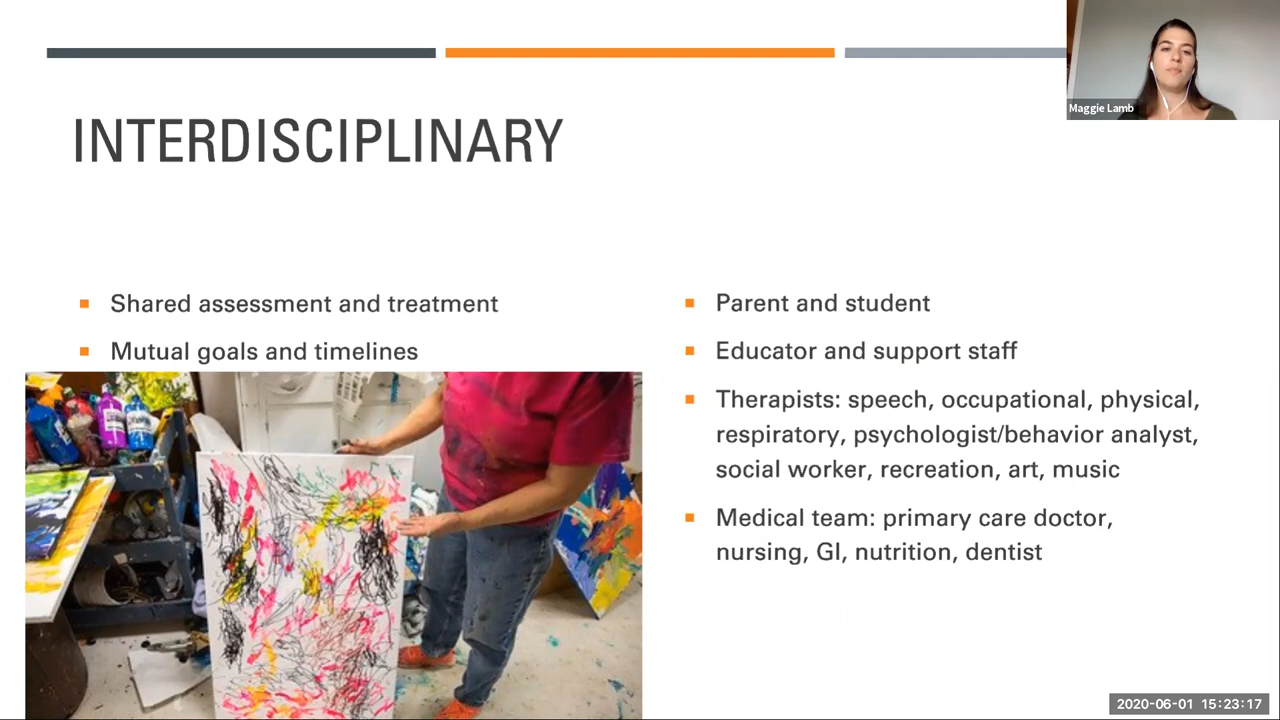 Maggie Lamb
INTERDISCIPLINARY
Shared assessment and treatment
Mutual goals and timelines
Parent and student
Educator and support staff
Therapists: speech, occupational, physical,
respiratory, psychologist/behavior analyst,
social worker, recreation, art, music
Medical team: primary care doctor,
nursing, GI, nutrition, dentist
2020-06-01 15:23:17